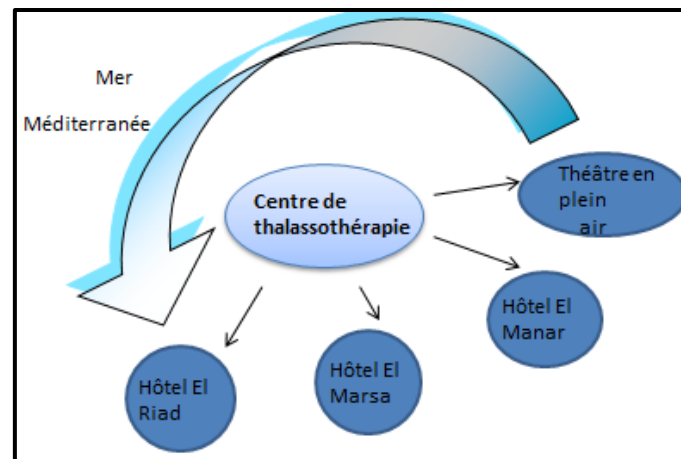 Mer
Méditerranée
Centre de
thalassothérapie
Théâtre en
plein
air
Hôtel El
Manar
Hôtel El
Marsa
Hôtel El
Riad